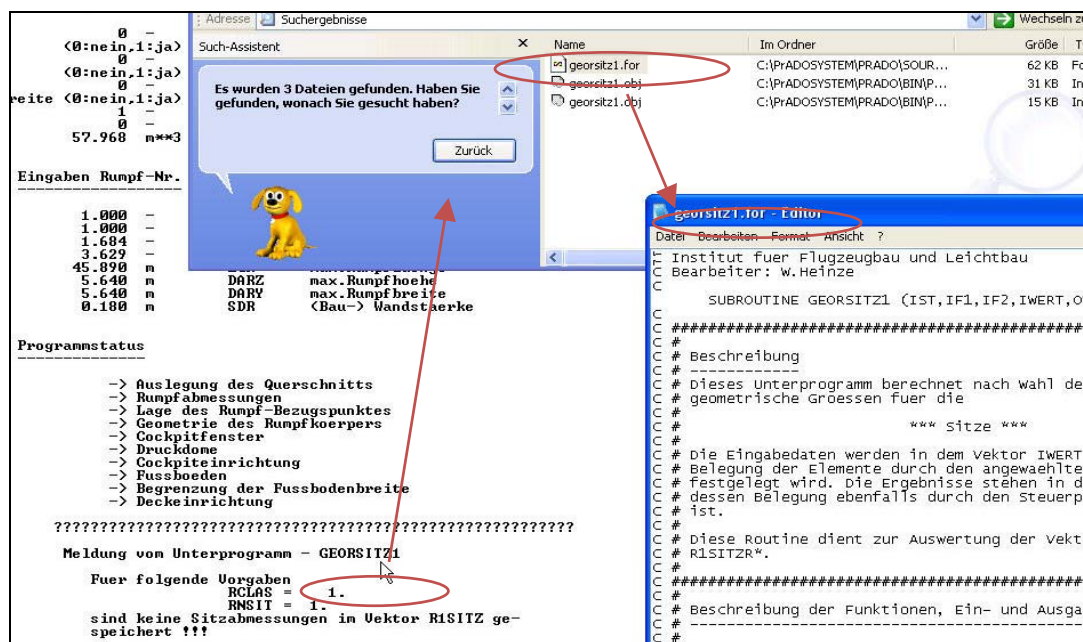 0 -
(0:nein,1:ja)
0 -
(0:nein,1:ja)
0 -
reite (0:nein,1:ja)
1 -
0 -
57.968 m**3
Eingaben Rumpf-Nr.
1.000 -
1.000 -
1.684 -
3.629 -
45.890 m
5.640 m DARZ max.Rumpfhoehe
5.640 m DARY max.Rumpfbreite
0.180 m SDR (Bau-) Wandstaerke
Programmstatus
-> Auslegung des Querschnitts
-> Rumpfabmessungen
-> Lage des Rumpf-Bezugspunktes
-> Geometrie des Rumpfkoerpers
-> Cockpitfenster
-> Druckdome
-> Cockpiteinrichtung
-> Fussboeden
-> Begrenzung der Fussbodenbreite
-> Deckeinrichtung
????????????????????????????????????????????????????????
Meldung vom Unterprogramm - GEORSITZ1
Fuer folgende Vorgaben
RCLAS = 1.
RNSIT = 1.
sind keine Sitzabmessungen im Vektor R1SITZ ge-
speichert !!!
Adresse Suchergebnisse
Wechseln zu
Such-Assistent
Es wurden 3 Dateien gefunden. Haben Sie
gefunden, wonach Sie gesucht haben?
Zurück
Name Im Ordner Größe T
georsitz1.for C:\PrADOSYSTEM\PRADO\SOUR... 62 KB Fo
georsitz1.obj C:\PrADOSYSTEM\PRADO\BIN\P... 31 KB In
georsitz1.obj C:\PrADOSYSTEM\PRADO\BIN\P... 15 KB In
georsitz1.for - Editor
Datei Bearbeiten Format Ansicht ?
C Institut fuer Flugzeugbau und Leichtbau
C Bearbeiter: W.Heinze
C
SUBROUTINE GEORSITZ1 (IST,IF1,IF2,IWERT,O
C
C ###############################################
C #
C # Beschreibung
C # ------------
C # Dieses Unterprogramm berechnet nach Wahl de
C # geometrische Groessen fuer die
C #
C # *** Sitze ***
C #
C # Die Eingabedaten werden in dem Vektor IWERT
C # Belegung der Elemente durch den angewaehlte
C # festgelegt wird. Die Ergebnisse stehen in d
C # dessen Belegung ebenfalls durch den Steuerp
C # ist.
C #
C # Diese Routine dient zur Auswertung der Vekt
C # R1SITZR*.
C #
C ###############################################
C #
C # Beschreibung der Funktionen, Ein- und Ausga
C # -------------------------------------------
C #